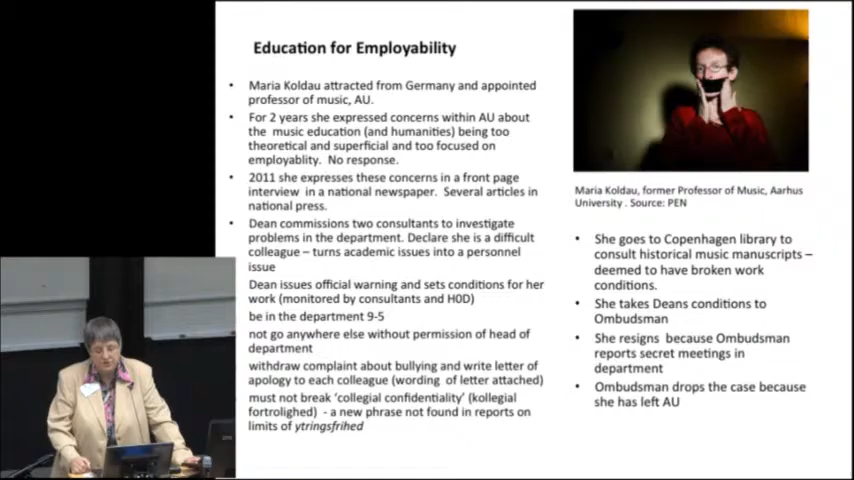 Education for Employability
• Maria Koldau attracted from Germany and appointed
professor of music, AU.
• For 2 years she expressed concerns within AU about
the music education (and humanities) being too
theoretical and superficial and too focused on
employablity. No response.
• 2011 she expresses these concerns in a front page
interview in a national newspaper. Several articles in
national press.
• Dean commissions two consultants to investigate
problems in the department. Declare she is a difficult
colleague – turns academic issues into a personnel
issue
Dean issues official warning and sets conditions for her
work (monitored by consultants and H0D)
be in the department 9-5
not go anywhere else without permission of head of
department
withdraw complaint about bullying and write letter of
apology to each colleague (wording of letter attached)
must not break ‘collegial confidentiality’ (kollegial
fortrolighed) - a new phrase not found in reports on
limits of ytringsfrihed
Maria Koldau, former Professor of Music, Aarhus
University . Source: PEN
• She goes to Copenhagen library to
consult historical music manuscripts –
deemed to have broken work
conditions.
• She takes Deans conditions to
Ombudsman
• She resigns because Ombudsman
reports secret meetings in
department
• Ombudsman drops the case because
she has left AU